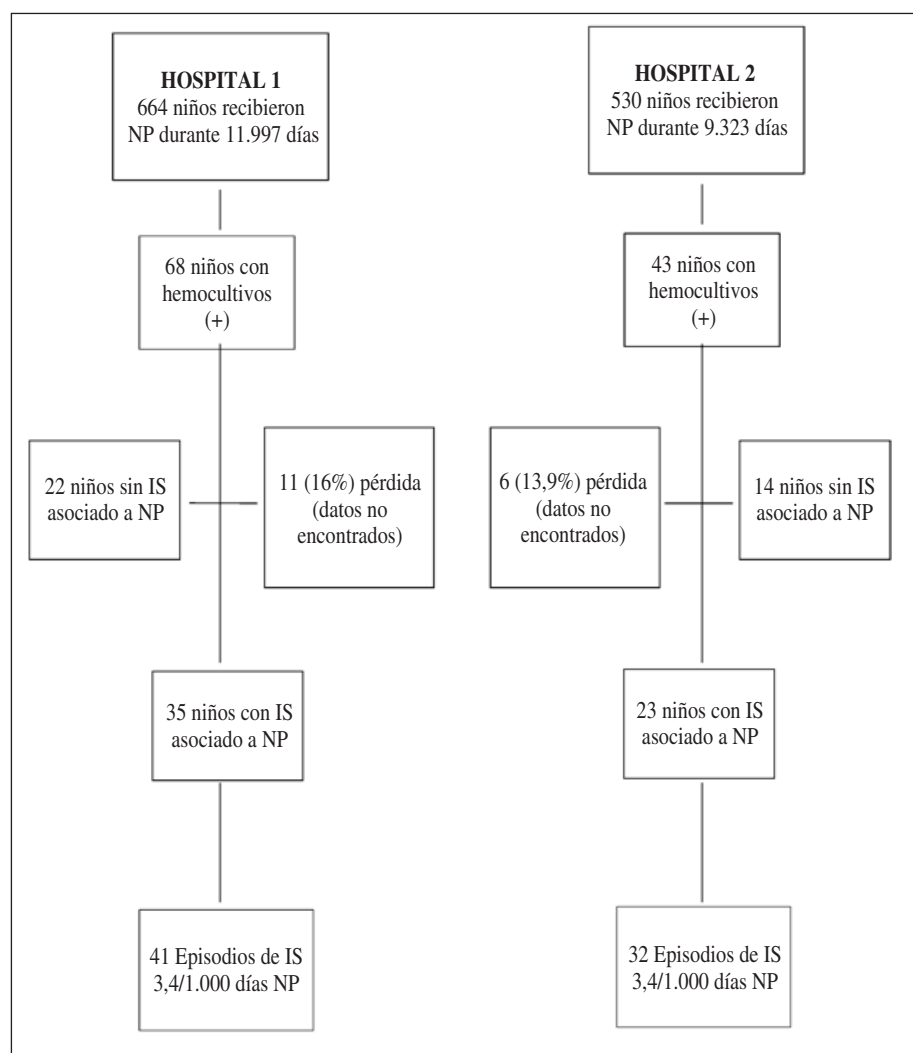 HOSPITAL 1
664 niños recibieron
NP durante 11.997 días
68 niños con
hemocultivos
(+)
22 niños sin IS
asociado a NP
11 (16%) pérdida
(datos no
encontrados)
35 niños con IS
asociado a NP
41 Episodios de IS
3,4/1.000 días NP
HOSPITAL 2
530 niños recibieron
NP durante 9.323 días
43 niños con
hemocultivos
(+)
6 (13,9%) pérdida
(datos no
encontrados)
14 niños sin IS
asociado a NP
23 niños con IS
asociado a NP
32 Episodios de IS
3,4/1.000 días NP